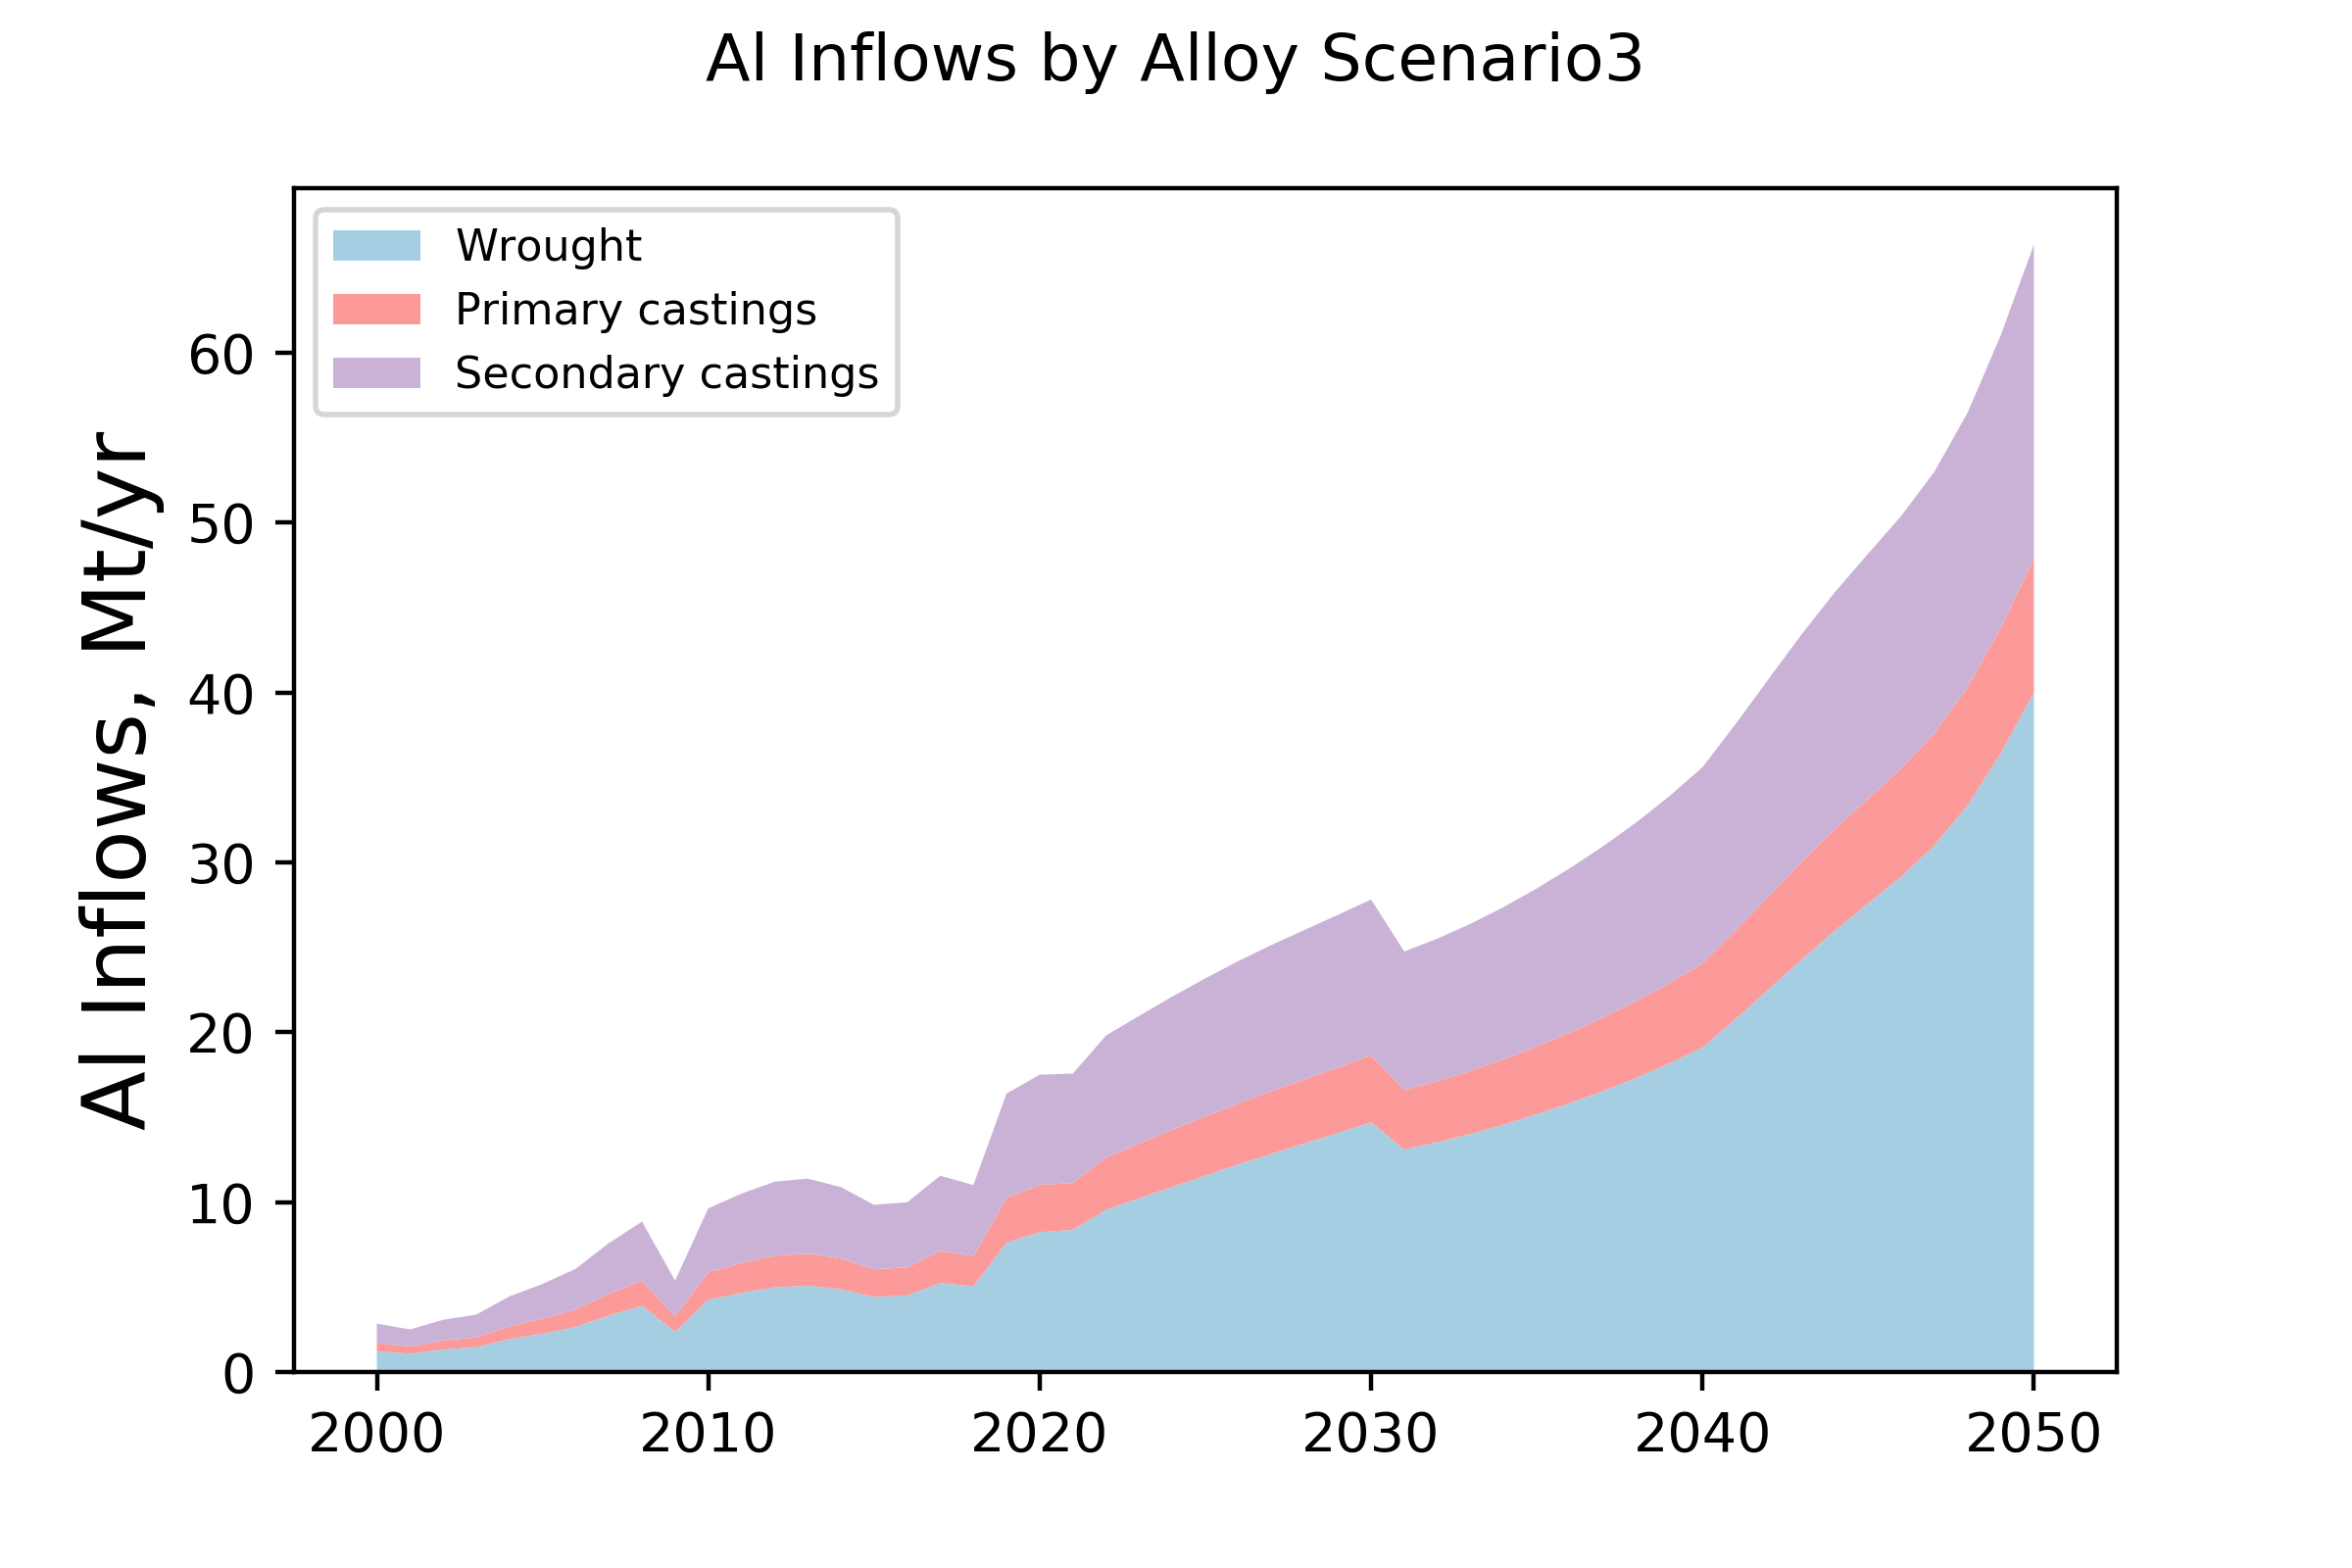 Al Inflows by Alloy Scenario3
Wrought
Primary castings
Secondary castings
Al Inflows, Mt/yr
60
50
40
30
20
10
0
2000 2010 2020 2030 2040 2050